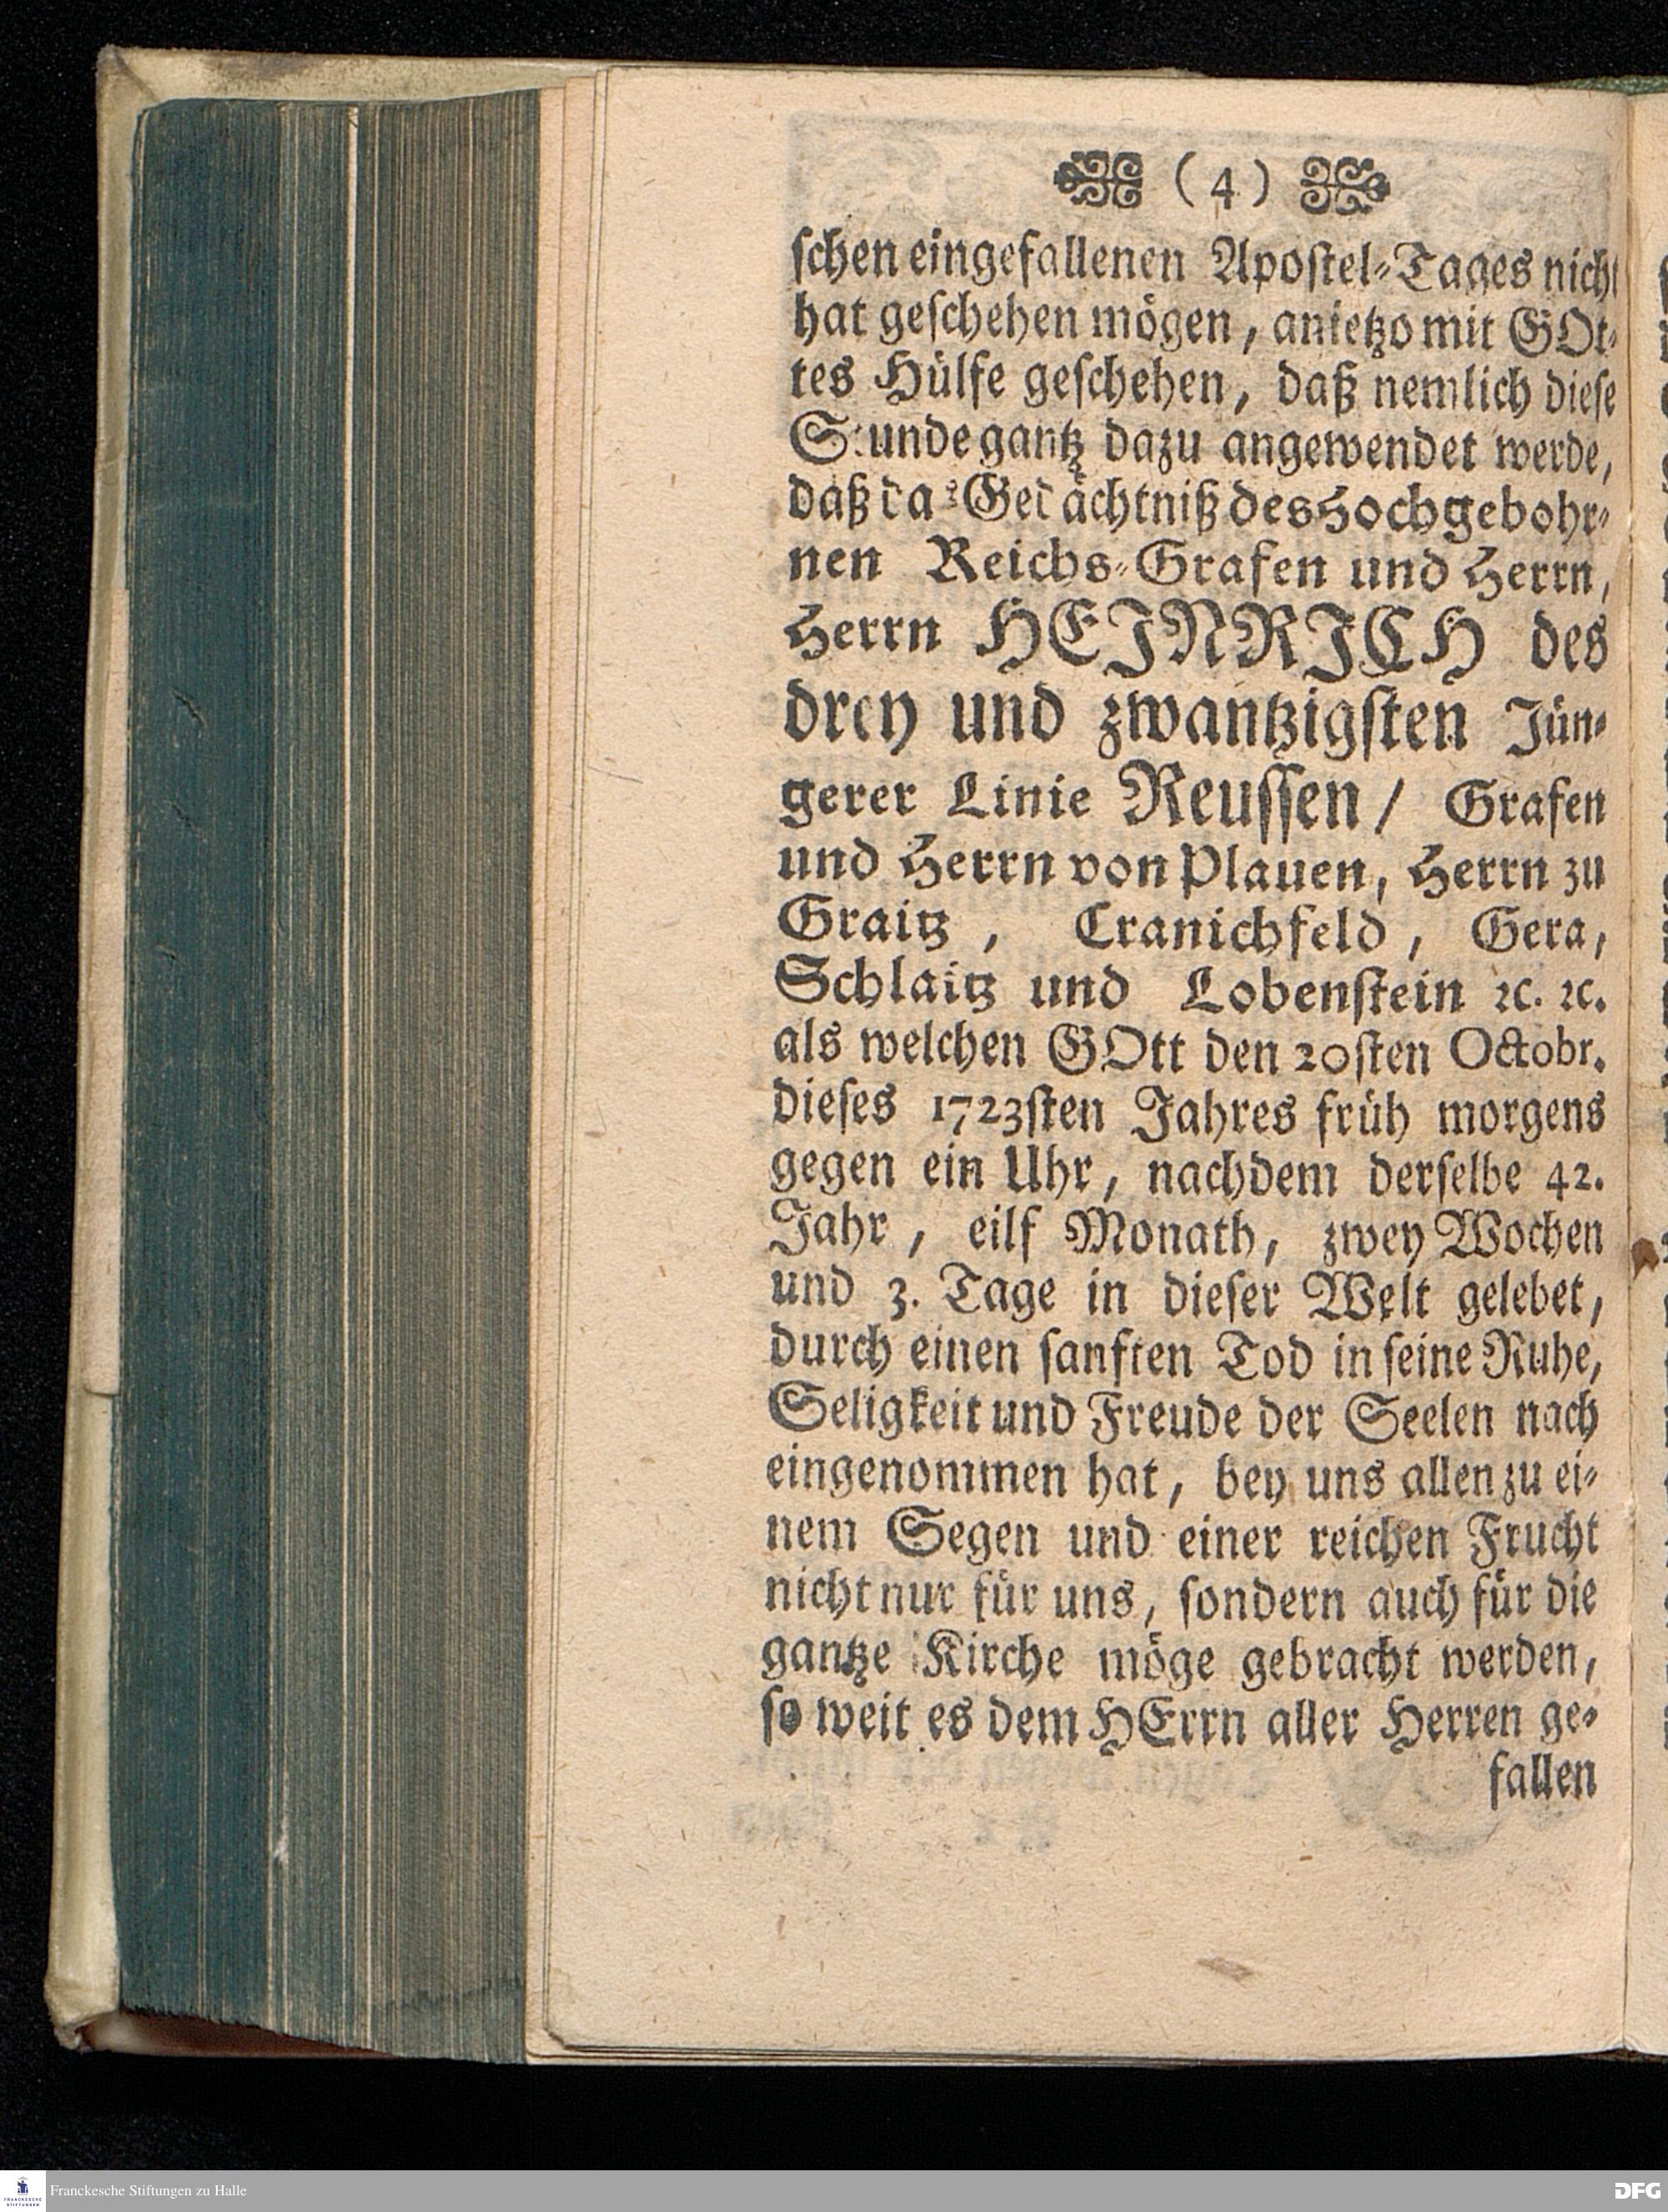 ( 4 )
ſchen eingefallenen Apoſtel-Tages nicht
hat geſchehen mögen, anietzo mit GOt-
tes Hülfe geſchehen, daß nemlich dieſe
Stunde gantz dazu angewendet werde,
daß das Gedächtniß des Hochgebohr-
nen Reichs-Grafen und Herrn,
Herrn HEINRICH des
drey und zwantzigſten Jün-
gerer Linie Reuſſen / Grafen
und Herrn von Plauen, Herrn zu
Graitz, Cranichfeld, Gera,
Schlaitz und Lobenſtein ꝛc. ꝛc.
als welchen GOtt den 20ſten Octobr.
dieſes 1723ſten Jahres früh morgens
gegen ein Uhr, nachdem derſelbe 42.
Jahr, eilf Monath, zwey Wochen
und 3. Tage in dieſer Welt gelebet,
durch einen ſanften Tod in ſeine Ruhe,
Seligkeit und Freude der Seelen nach
eingenommen hat, bey uns allen zu ei-
nem Segen und einer reichen Frucht
nicht nur für uns, ſondern auch für die
gantze Kirche möge gebracht werden,
ſo weit es dem HErrn aller Herren ge-
fallen
Franckesche Stiftungen zu Halle
DFG